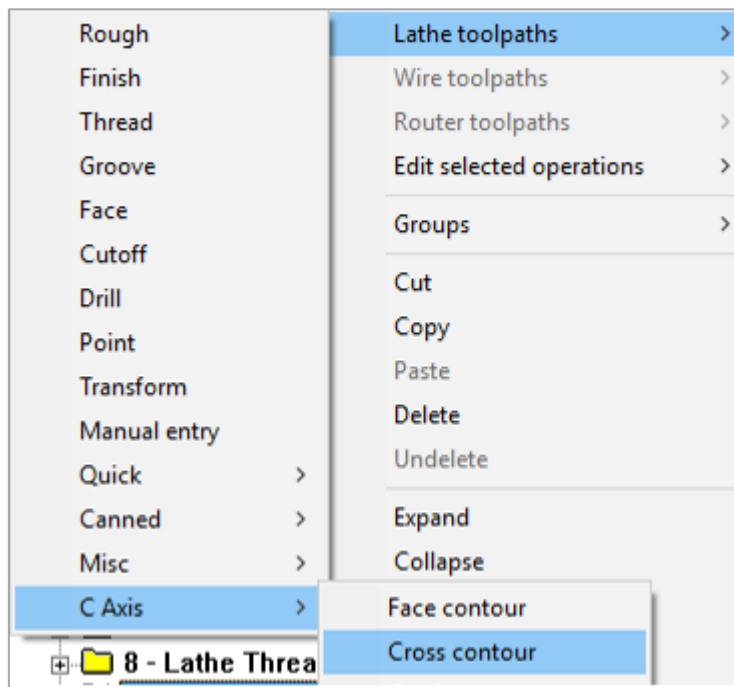 Rough
Finish
Thread
Groove
Face
Cutoff
Drill
Point
Transform
Manual entry
Quick
Canned
Misc
C Axis
Lathe toolpaths
Wire toolpaths
Router toolpaths
Edit selected operations
Groups
Cut
Copy
Paste
Delete
Undelete
Expand
Collapse
Face contour
Cross contour
8 - Lathe Threa